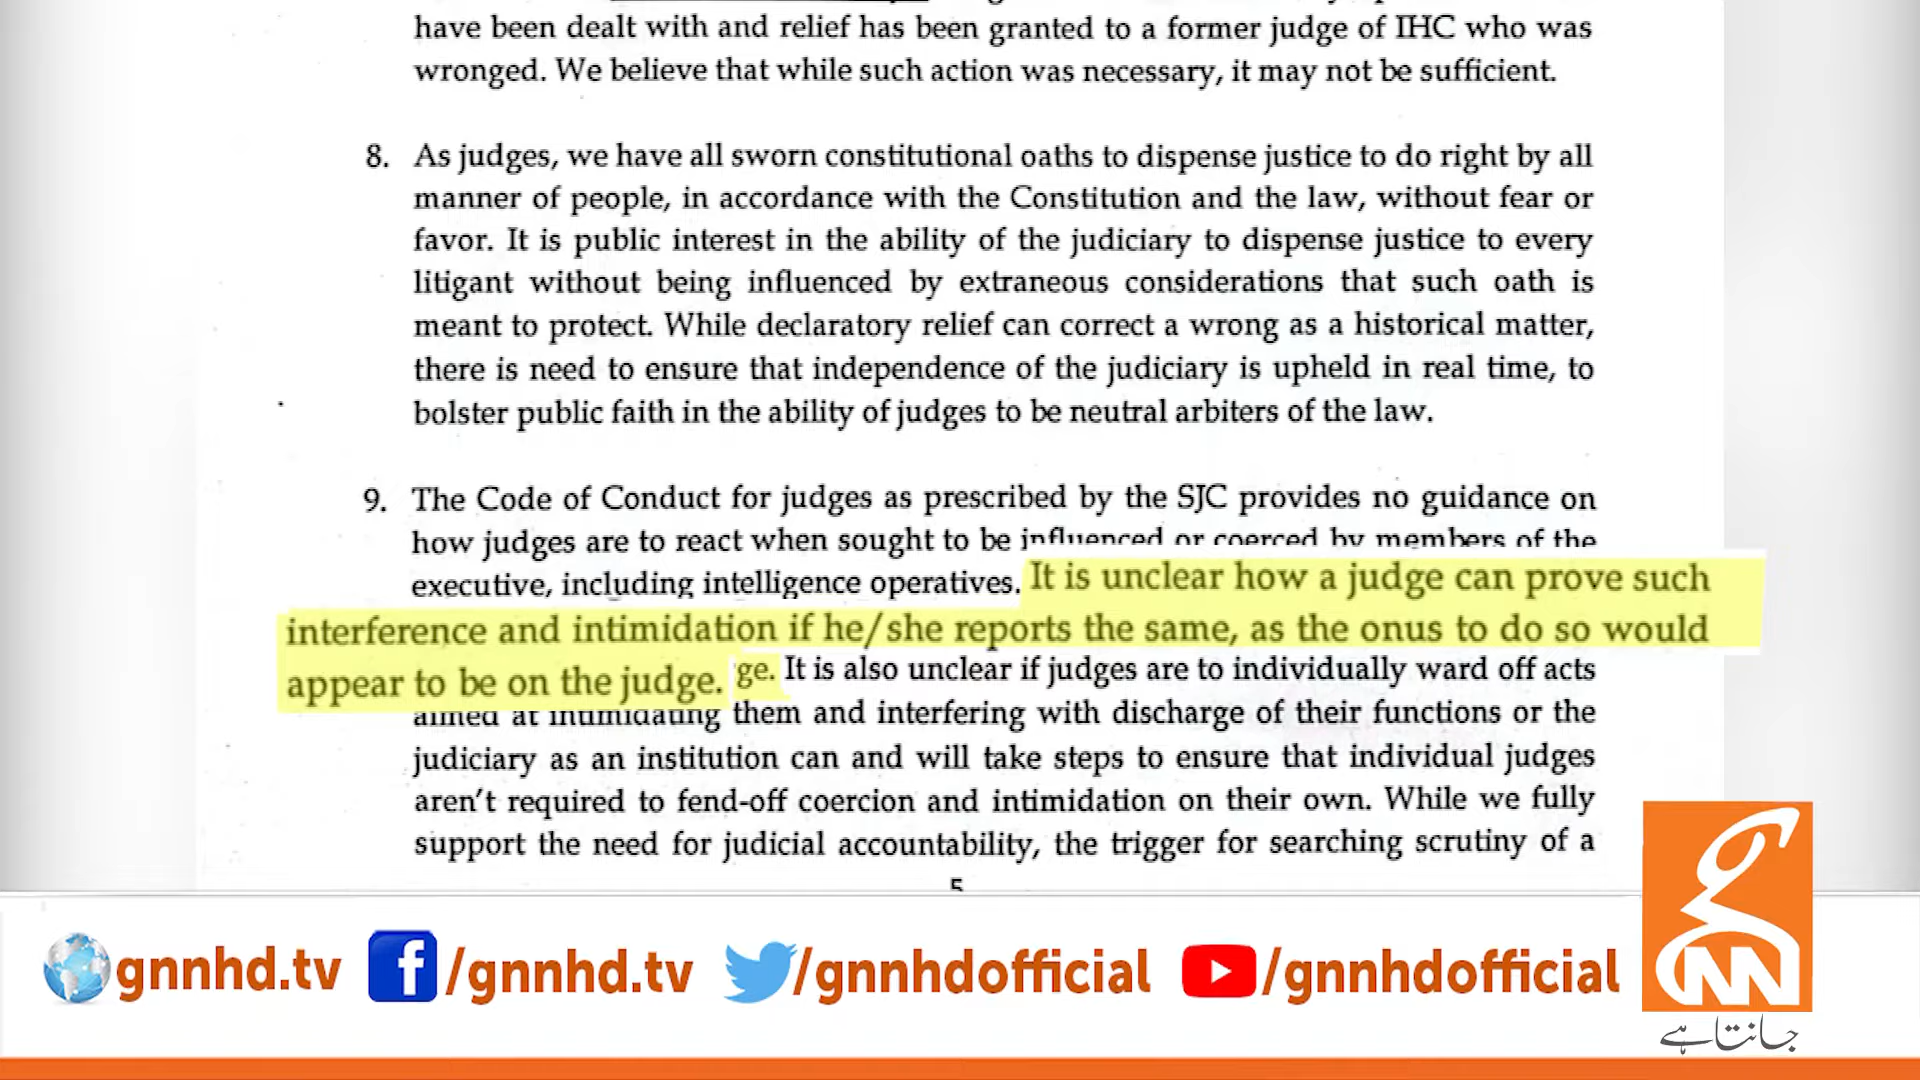 have been dealt with and relief has been granted to a former judge of IHC who was
wronged. We believe that while such action was necessary, it may not be sufficient.
8. As judges, we have all sworn constitutional oaths to dispense justice to do right by all
manner of people, in accordance with the Constitution and the law, without fear or
favor. It is public interest in the ability of the judiciary to dispense justice to every
litigant without being influenced by extraneous considerations that such oath is
meant to protect. While declaratory relief can correct a wrong as a historical matter,
there is need to ensure that independence of the judiciary is upheld in real time, to
bolster public faith in the ability of judges to be neutral arbiters of the law.
9. The Code of Conduct for judges as prescribed by the SJC provides no guidance on
how judges are to react when sought to be influenced or coerced by members of the
executive, including intelligence operatives. It is unclear how a judge can prove such
interference and intimidation if he/she reports the same, as the onus to do so would
appear to be on the judge. ge. It is also unclear if judges are to individually ward off acts
aimed at intimidating them and interfering with discharge of their functions or the
judiciary as an institution can and will take steps to ensure that individual judges
aren't required to fend-off coercion and intimidation on their own. While we fully
support the need for judicial accountability, the trigger for searching scrutiny of a
5
gnnhd.tv /gnnhd.tv /gnnhdofficial /gnnhdofficial
GNN
جانتا ہے